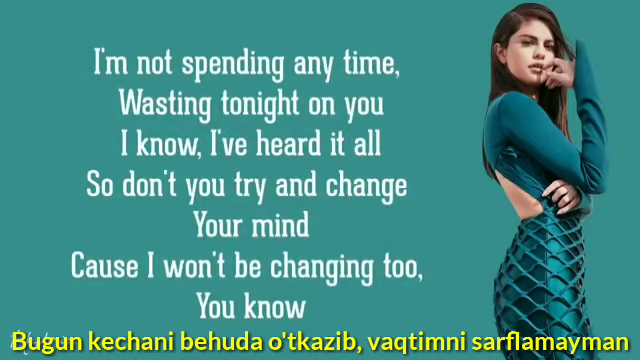 I'm not spending any time,
Wasting tonight on you
I know, I've heard it all
So don't you try and change
Your mind
Cause I won't be changing too,
You know
Bugun kechani behuda o'tkazib, vaqtimni sarflamayman